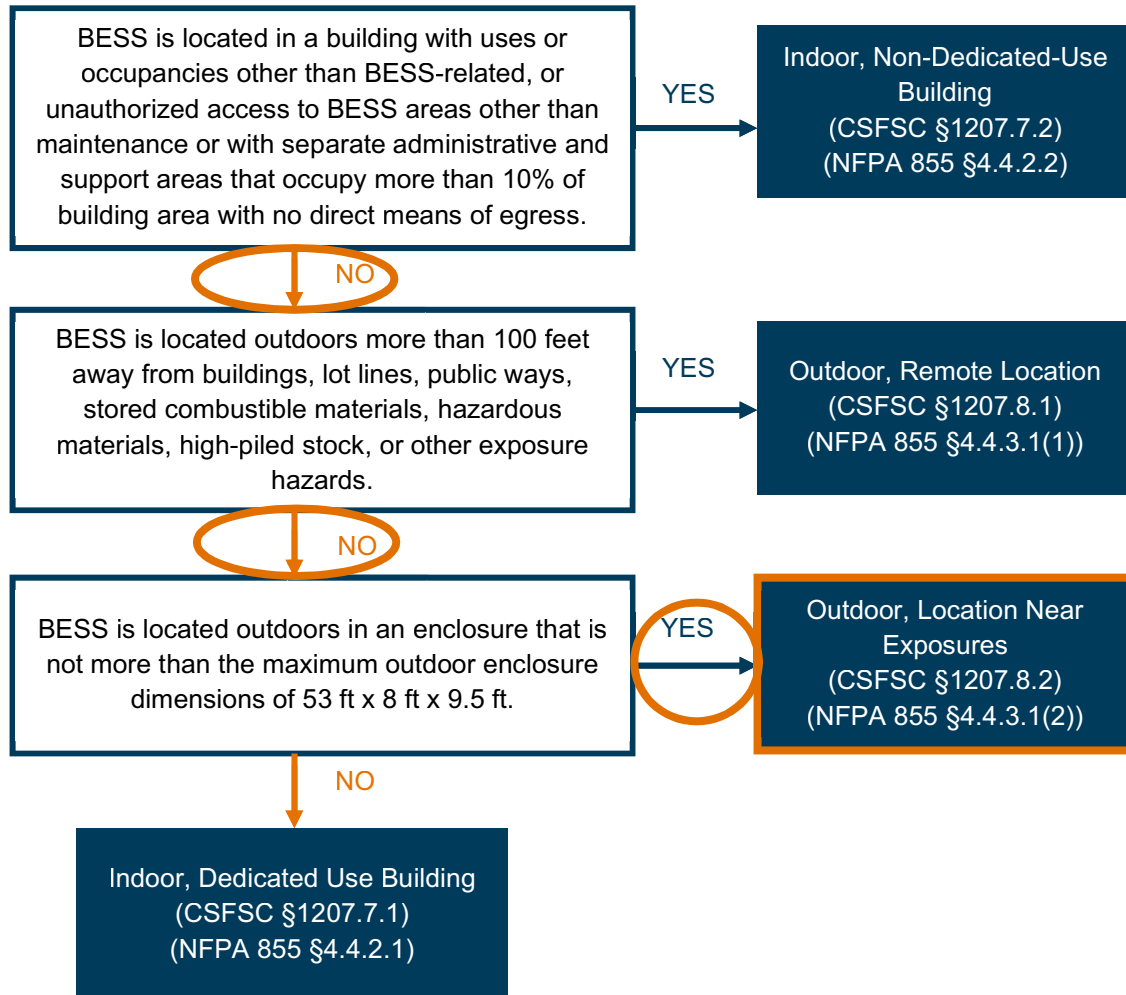 BESS is located in a building with uses or
occupancies other than BESS-related, or
unauthorized access to BESS areas other than
maintenance or with separate administrative and
support areas that occupy more than 10% of
building area with no direct means of egress.
YES
Indoor, Non-Dedicated-Use
Building
(CSFSC §1207.7.2)
(NFPA 855 §4.4.2.2)
NO
BESS is located outdoors more than 100 feet
away from buildings, lot lines, public ways,
stored combustible materials, hazardous
materials, high-piled stock, or other exposure
hazards.
YES
Outdoor, Remote Location
(CSFSC §1207.8.1)
(NFPA 855 §4.4.3.1(1))
NO
BESS is located outdoors in an enclosure that is
not more than the maximum outdoor enclosure
dimensions of 53 ft x 8 ft x 9.5 ft.
YES
Outdoor, Location Near
Exposures
(CSFSC §1207.8.2)
(NFPA 855 §4.4.3.1(2))
NO
Indoor, Dedicated Use Building
(CSFSC §1207.7.1)
(NFPA 855 §4.4.2.1)